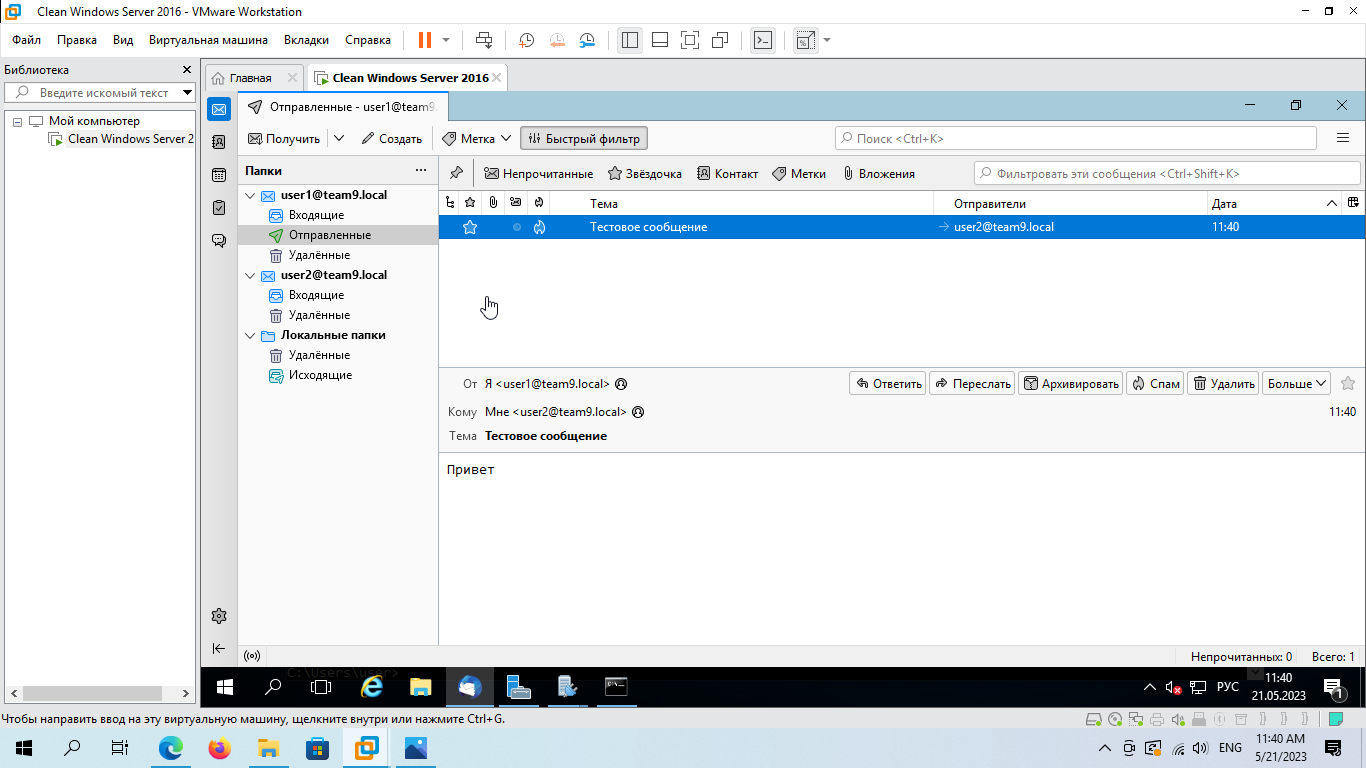 Clean Windows Server 2016 - VMware Workstation
Файл Правка Вид Виртуальная машина Вкладки Справка
Библиотека
Введите искомый текст
Мой компьютер
Clean Windows Server 2
Главная
Clean Windows Server 2016
Отправленные - user1@team9.
Получить Создать Метка Быстрый фильтр
Поиск <Ctrl+K>
Папки
Непрочитанные Звёздочка Контакт Метки Вложения
Фильтровать эти сообщения <Ctrl+Shift+K>
user1@team9.local
Входящие
Отправленные
Удалённые
user2@team9.local
Входящие
Удалённые
Локальные папки
Удалённые
Исходящие
Тема Отправители Дата
Тестовое сообщение user2@team9.local 11:40
От Я <user1@team9.local>
Ответить Переслать Архивировать Спам Удалить Больше
Кому Мне <user2@team9.local> 11:40
Тема Тестовое сообщение
Привет
Непрочитанных: 0 Всего: 1
C:\Users\user>
РУС
11:40
21.05.2023
1
Чтобы направить ввод на эту виртуальную машину, щелкните внутри или нажмите Ctrl+G.
ENG
11:40 AM
5/21/2023